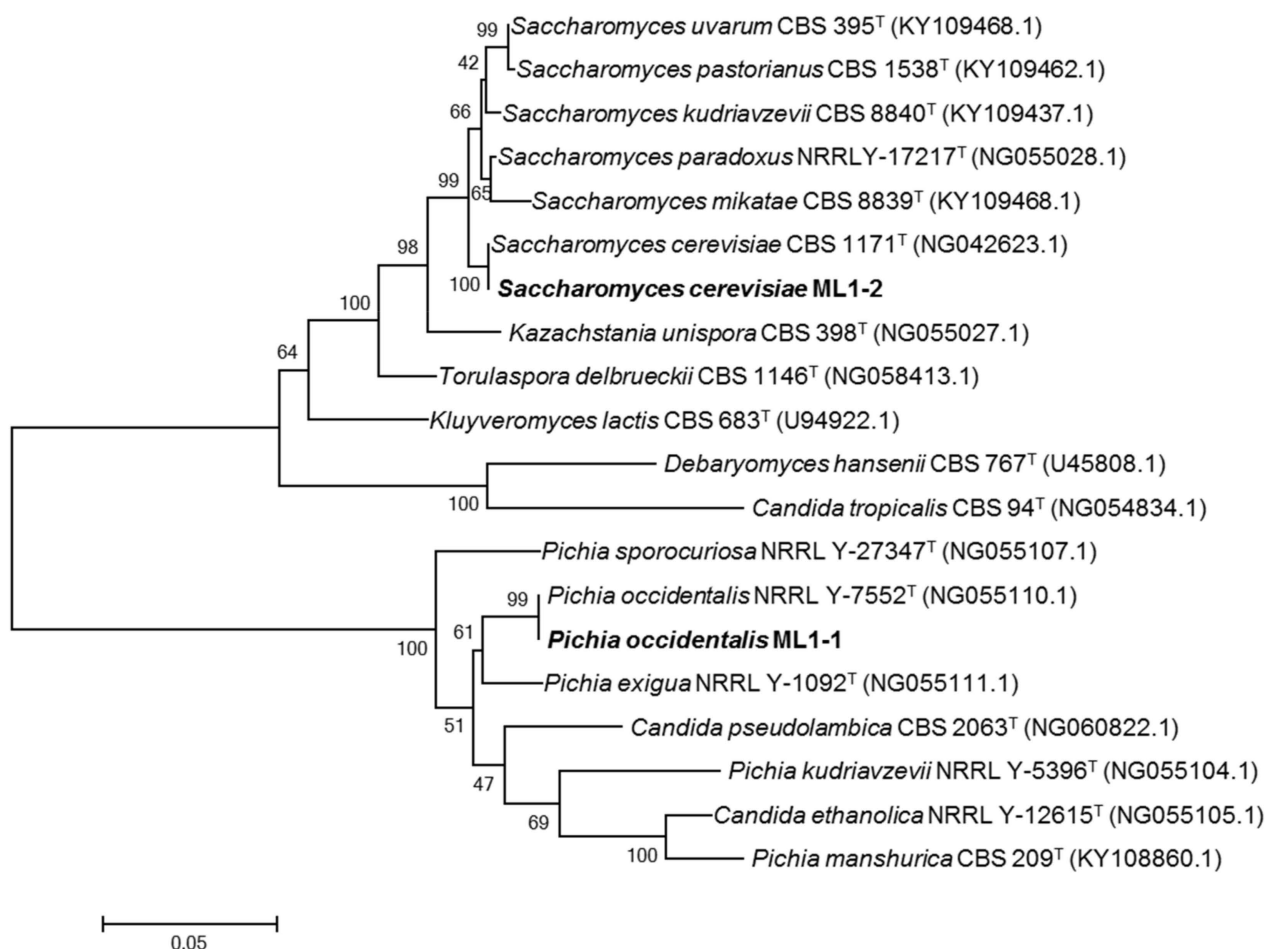 99
Saccharomyces uvarum CBS 395ᵀ (KY109468.1)
42
Saccharomyces pastorianus CBS 1538ᵀ (KY109462.1)
66
Saccharomyces kudriavzevii CBS 8840ᵀ (KY109437.1)
Saccharomyces paradoxus NRRLY-17217ᵀ (NG055028.1)
99
65
Saccharomyces mikatae CBS 8839ᵀ (KY109468.1)
98
Saccharomyces cerevisiae CBS 1171ᵀ (NG042623.1)
100
Saccharomyces cerevisiae ML1-2
100
Kazachstania unispora CBS 398ᵀ (NG055027.1)
64
Torulaspora delbrueckii CBS 1146ᵀ (NG058413.1)
Kluyveromyces lactis CBS 683ᵀ (U94922.1)
Debaryomyces hansenii CBS 767ᵀ (U45808.1)
100
Candida tropicalis CBS 94ᵀ (NG054834.1)
Pichia sporocuriosa NRRL Y-27347ᵀ (NG055107.1)
99
Pichia occidentalis NRRL Y-7552ᵀ (NG055110.1)
61
100
Pichia occidentalis ML1-1
Pichia exigua NRRL Y-1092ᵀ (NG055111.1)
51
Candida pseudolambica CBS 2063ᵀ (NG060822.1)
47
Pichia kudriavzevii NRRL Y-5396ᵀ (NG055104.1)
69
Candida ethanolica NRRL Y-12615ᵀ (NG055105.1)
100
Pichia manshurica CBS 209ᵀ (KY108860.1)
0.05